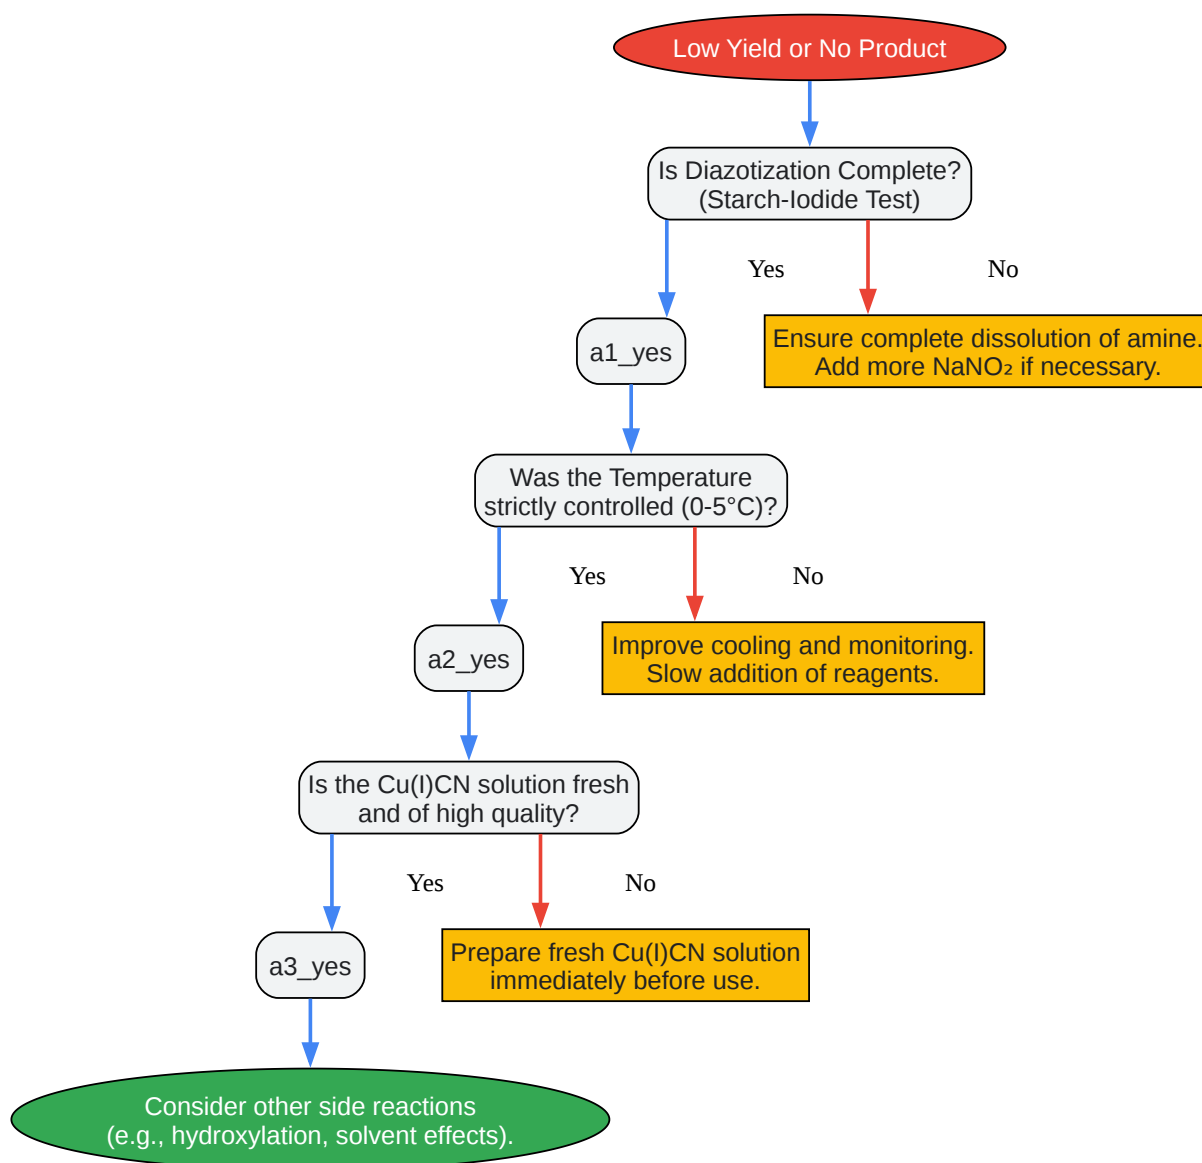 Low Yield or No Product
Is Diazotization Complete?
(Starch-Iodide Test)
Yes
No
a1_yes
Ensure complete dissolution of amine.
Add more NaNO₂ if necessary.
Was the Temperature
strictly controlled (0-5°C)?
Yes
No
a2_yes
Improve cooling and monitoring.
Slow addition of reagents.
Is the Cu(I)CN solution fresh
and of high quality?
Yes
No
a3_yes
Prepare fresh Cu(I)CN solution
immediately before use.
Consider other side reactions
(e.g., hydroxylation, solvent effects).